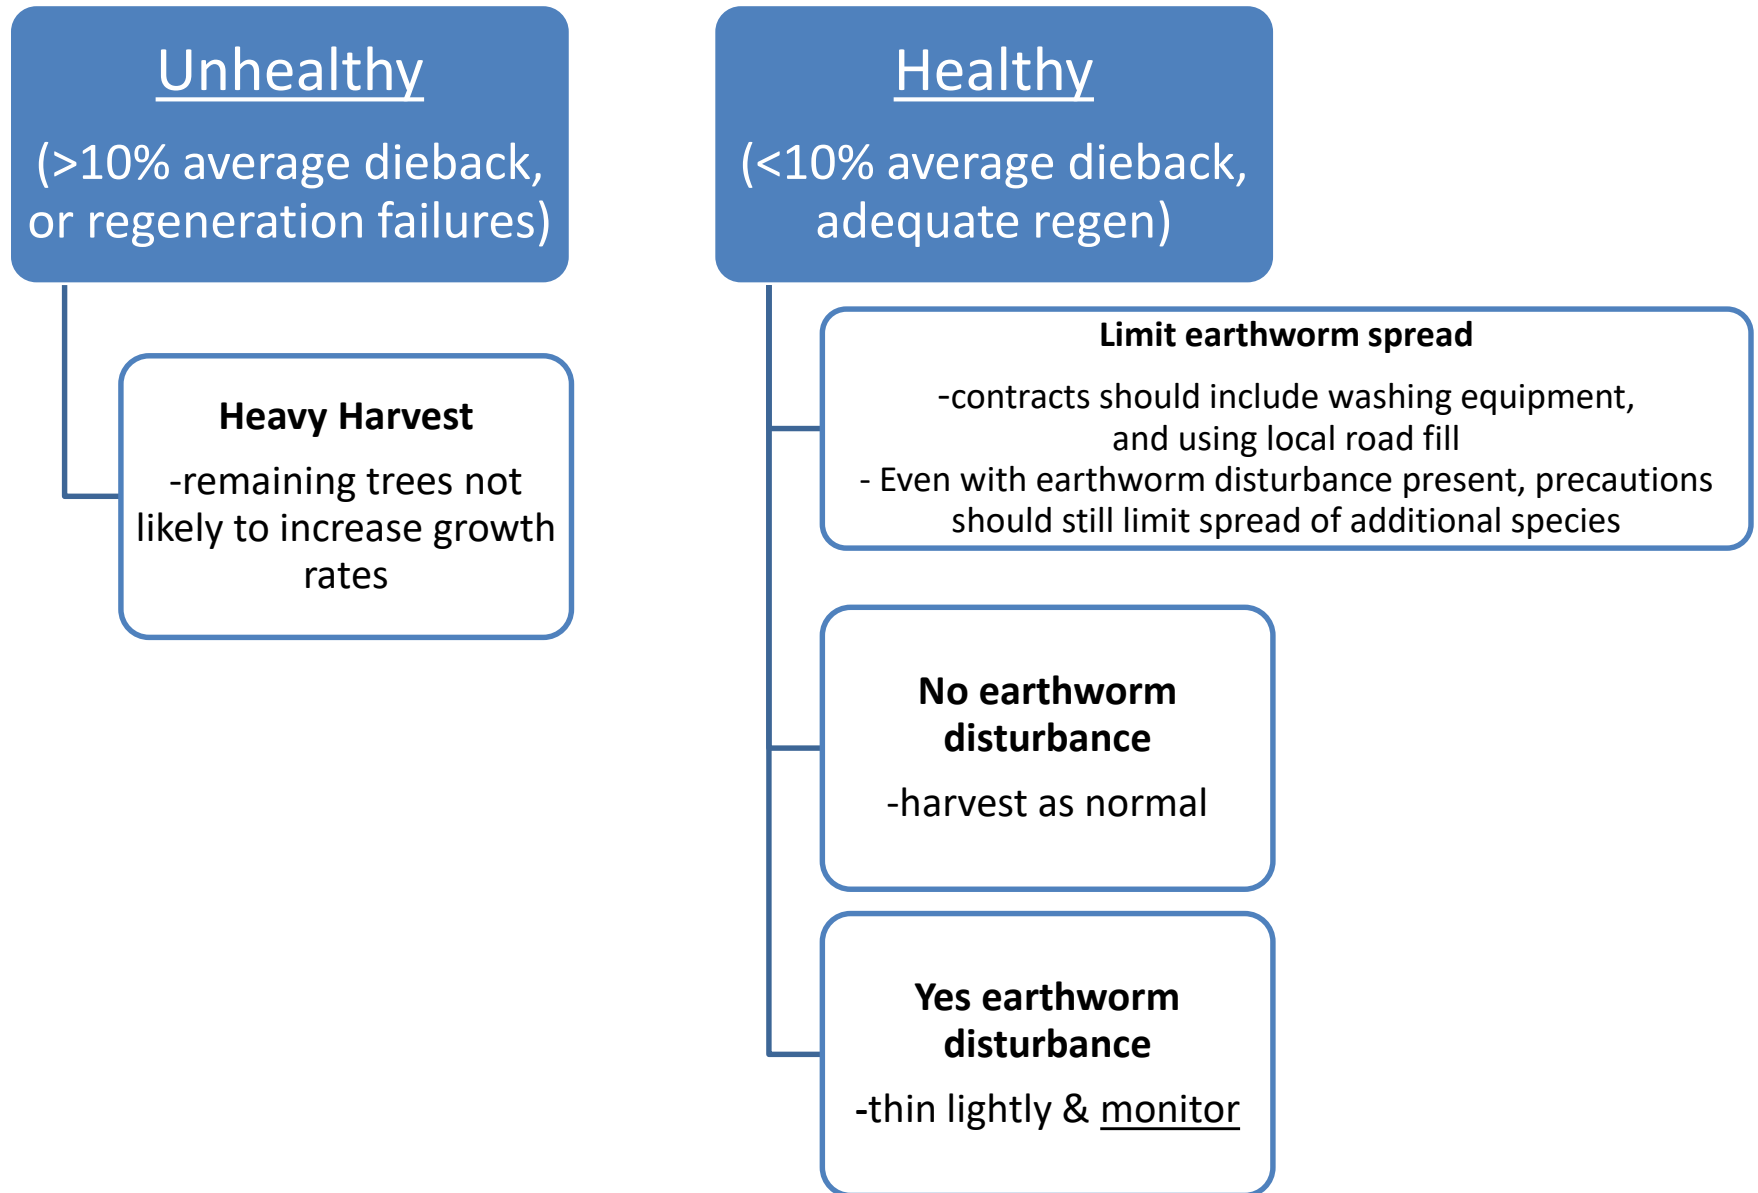 Unhealthy
(>10% average dieback,
or regeneration failures)
Heavy Harvest
-remaining trees not
likely to increase growth
rates
Healthy
(<10% average dieback,
adequate regen)
Limit earthworm spread
-contracts should include washing equipment,
and using local road fill
- Even with earthworm disturbance present, precautions
should still limit spread of additional species
No earthworm
disturbance
-harvest as normal
Yes earthworm
disturbance
-thin lightly & monitor